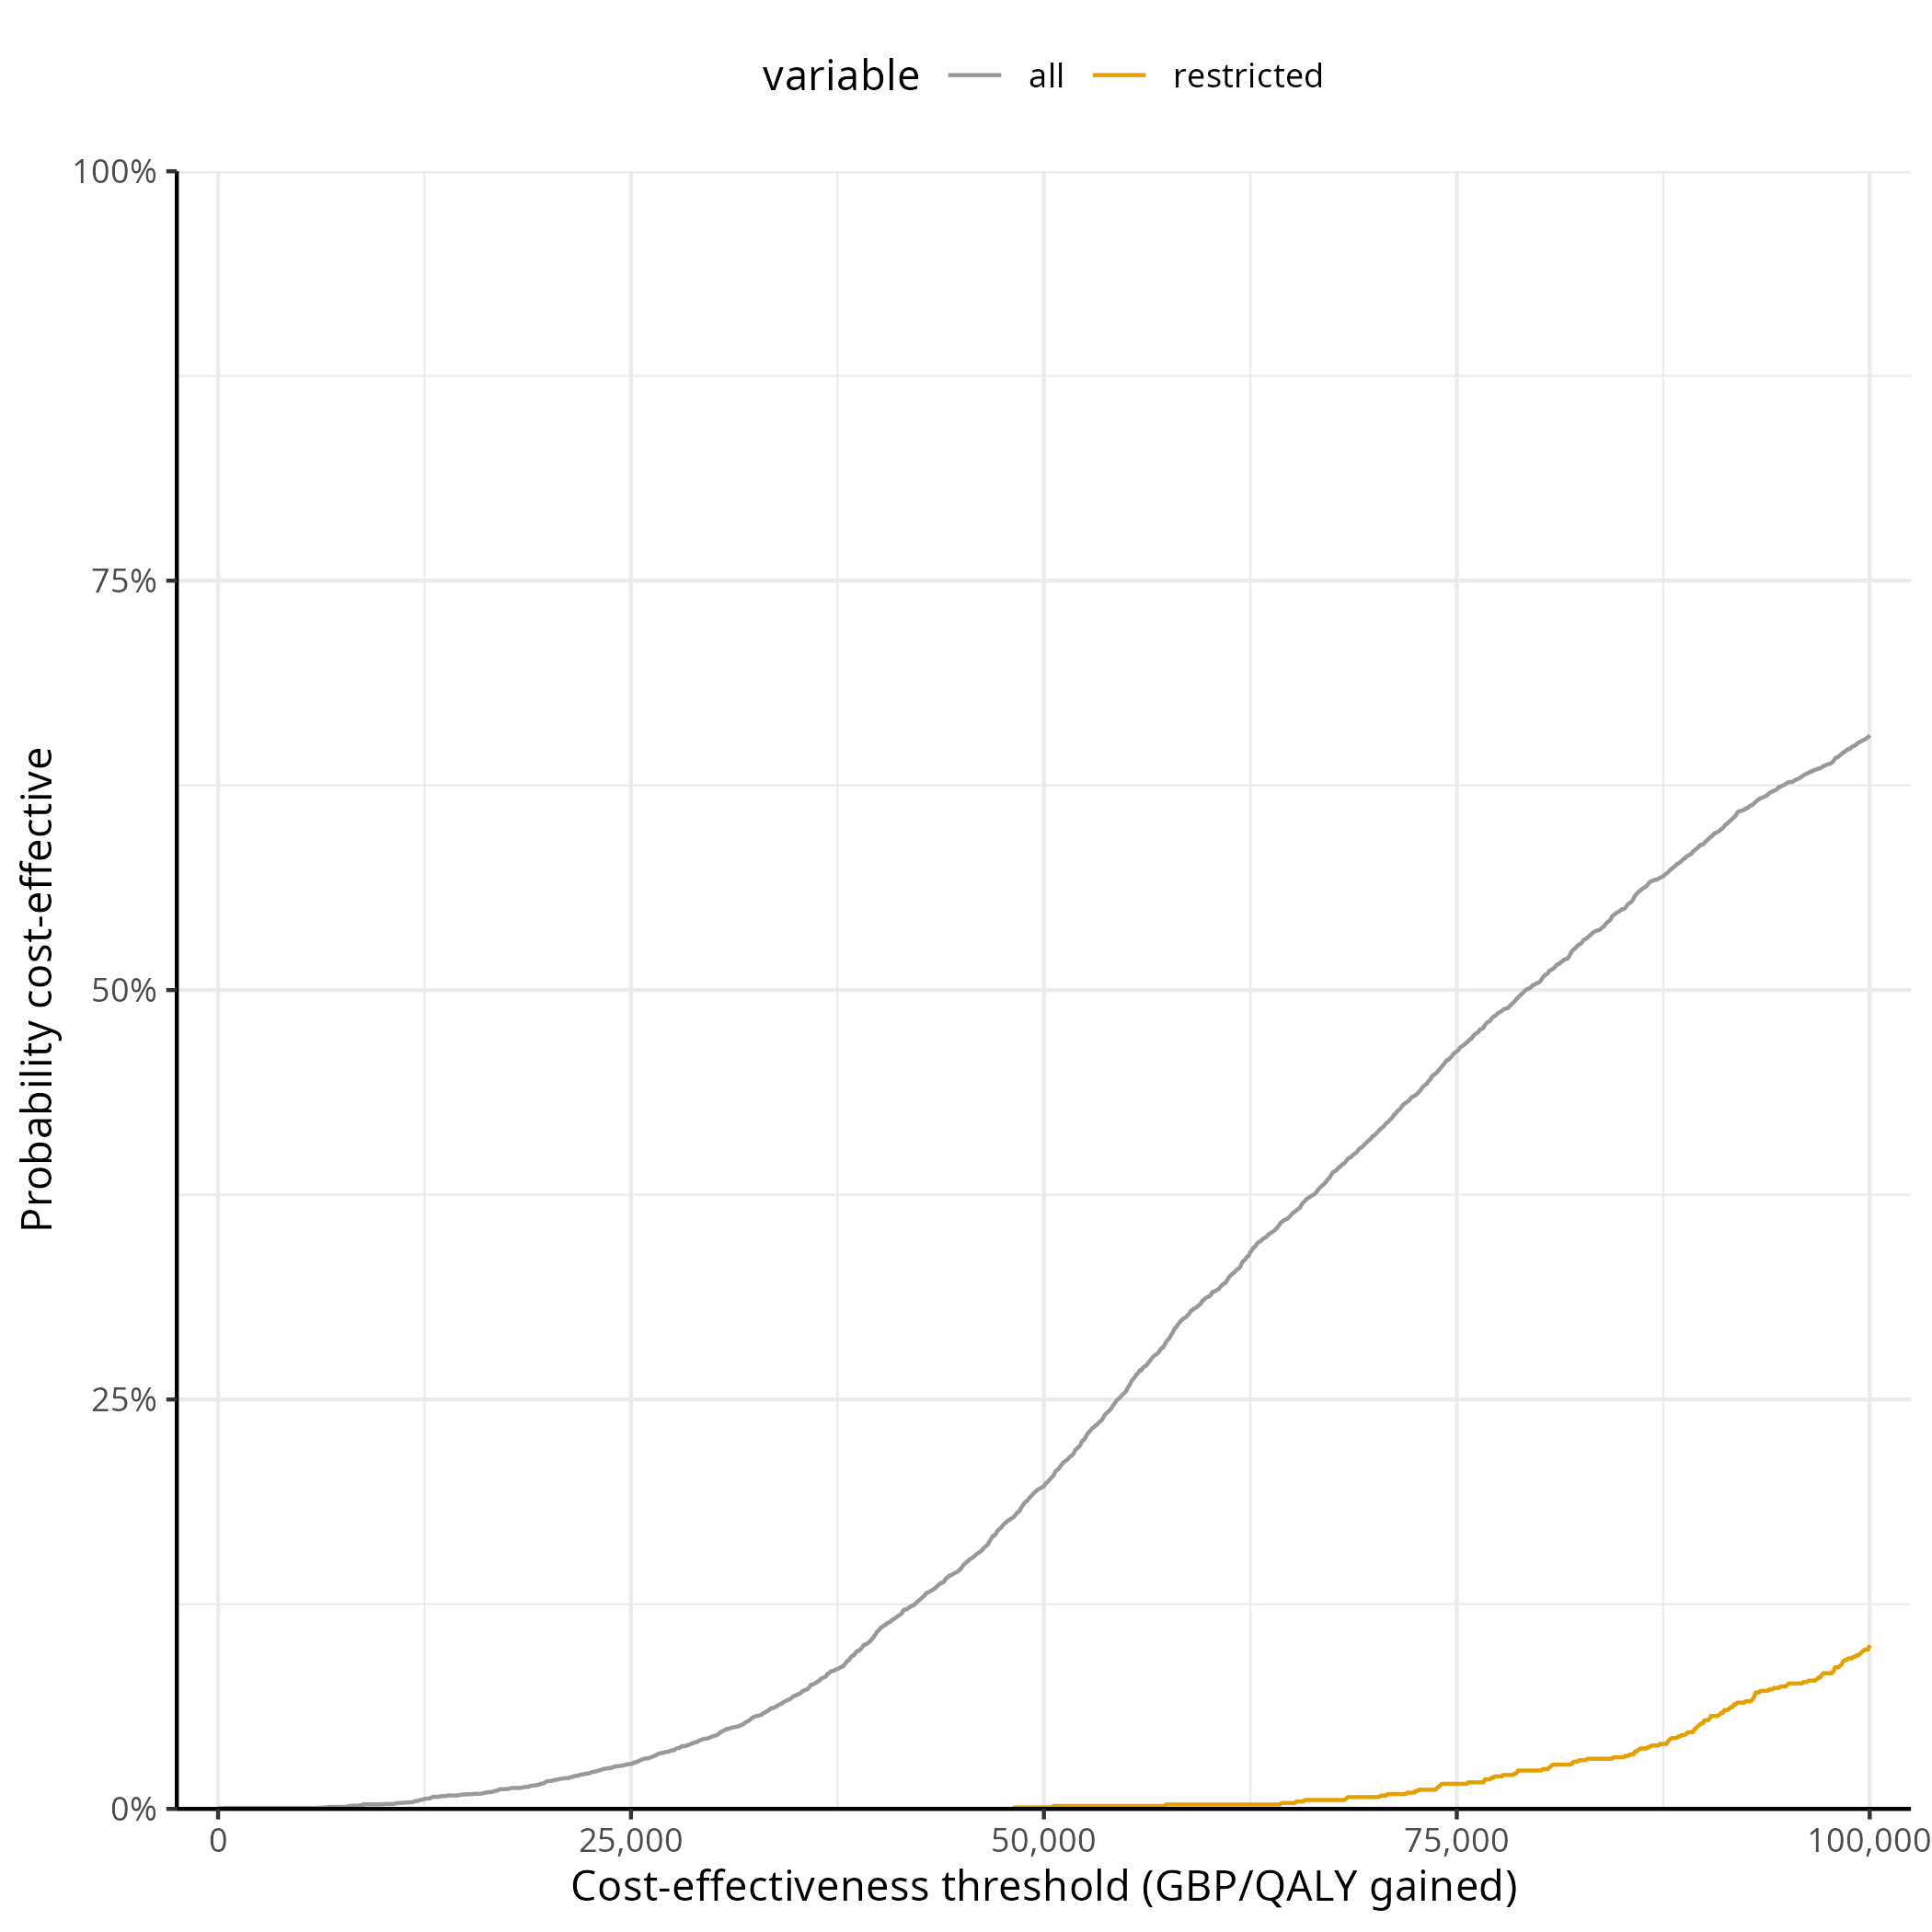 variable all restricted
100%
75%
50%
25%
0%
Probability cost-effective
0 25,000 50,000 75,000 100,000
Cost-effectiveness threshold (GBP/QALY gained)